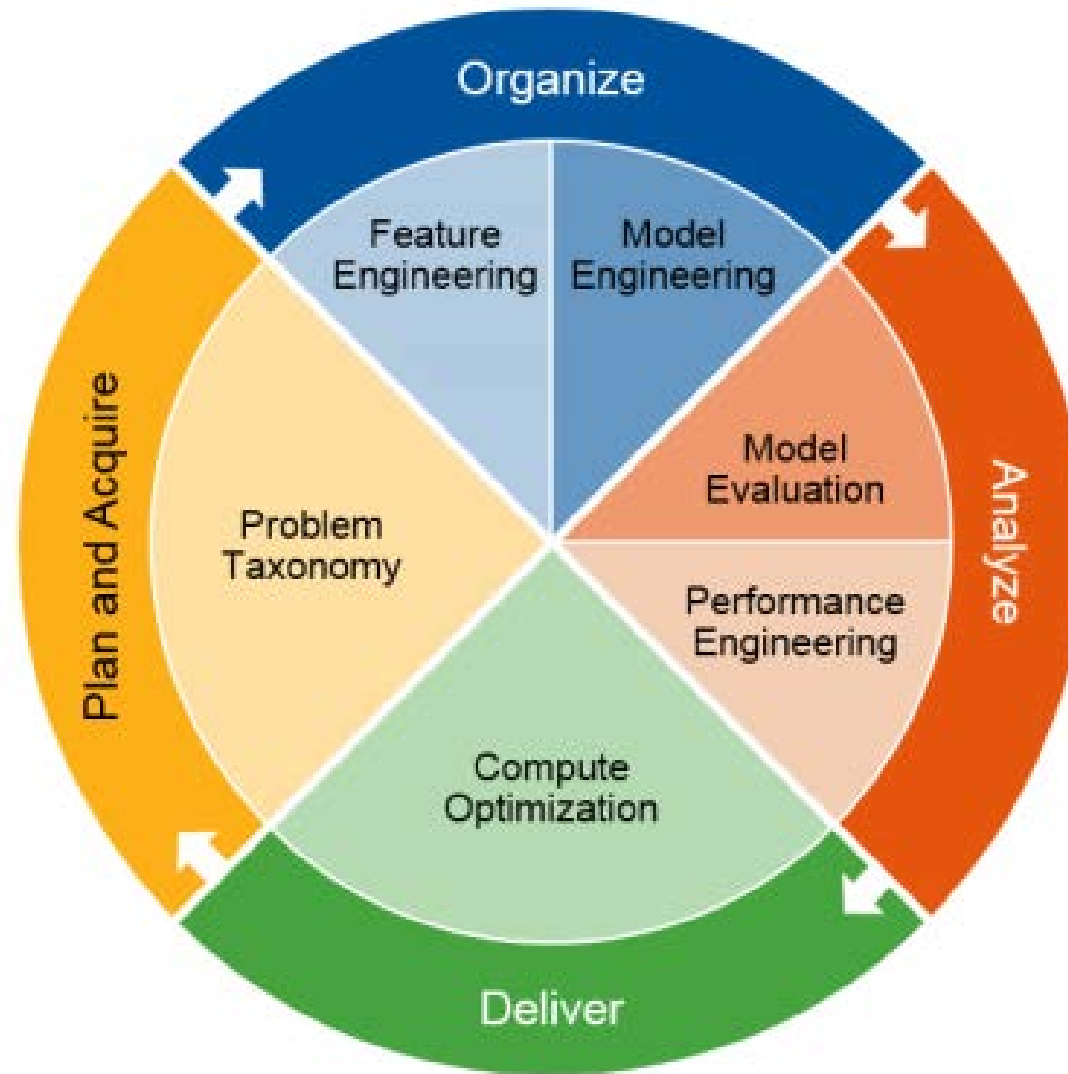 Organize
Feature
Engineering
Model
Engineering
Plan and Acquire
Problem
Taxonomy
Model
Evaluation
Analyze
Performance
Engineering
Compute
Optimization
Deliver